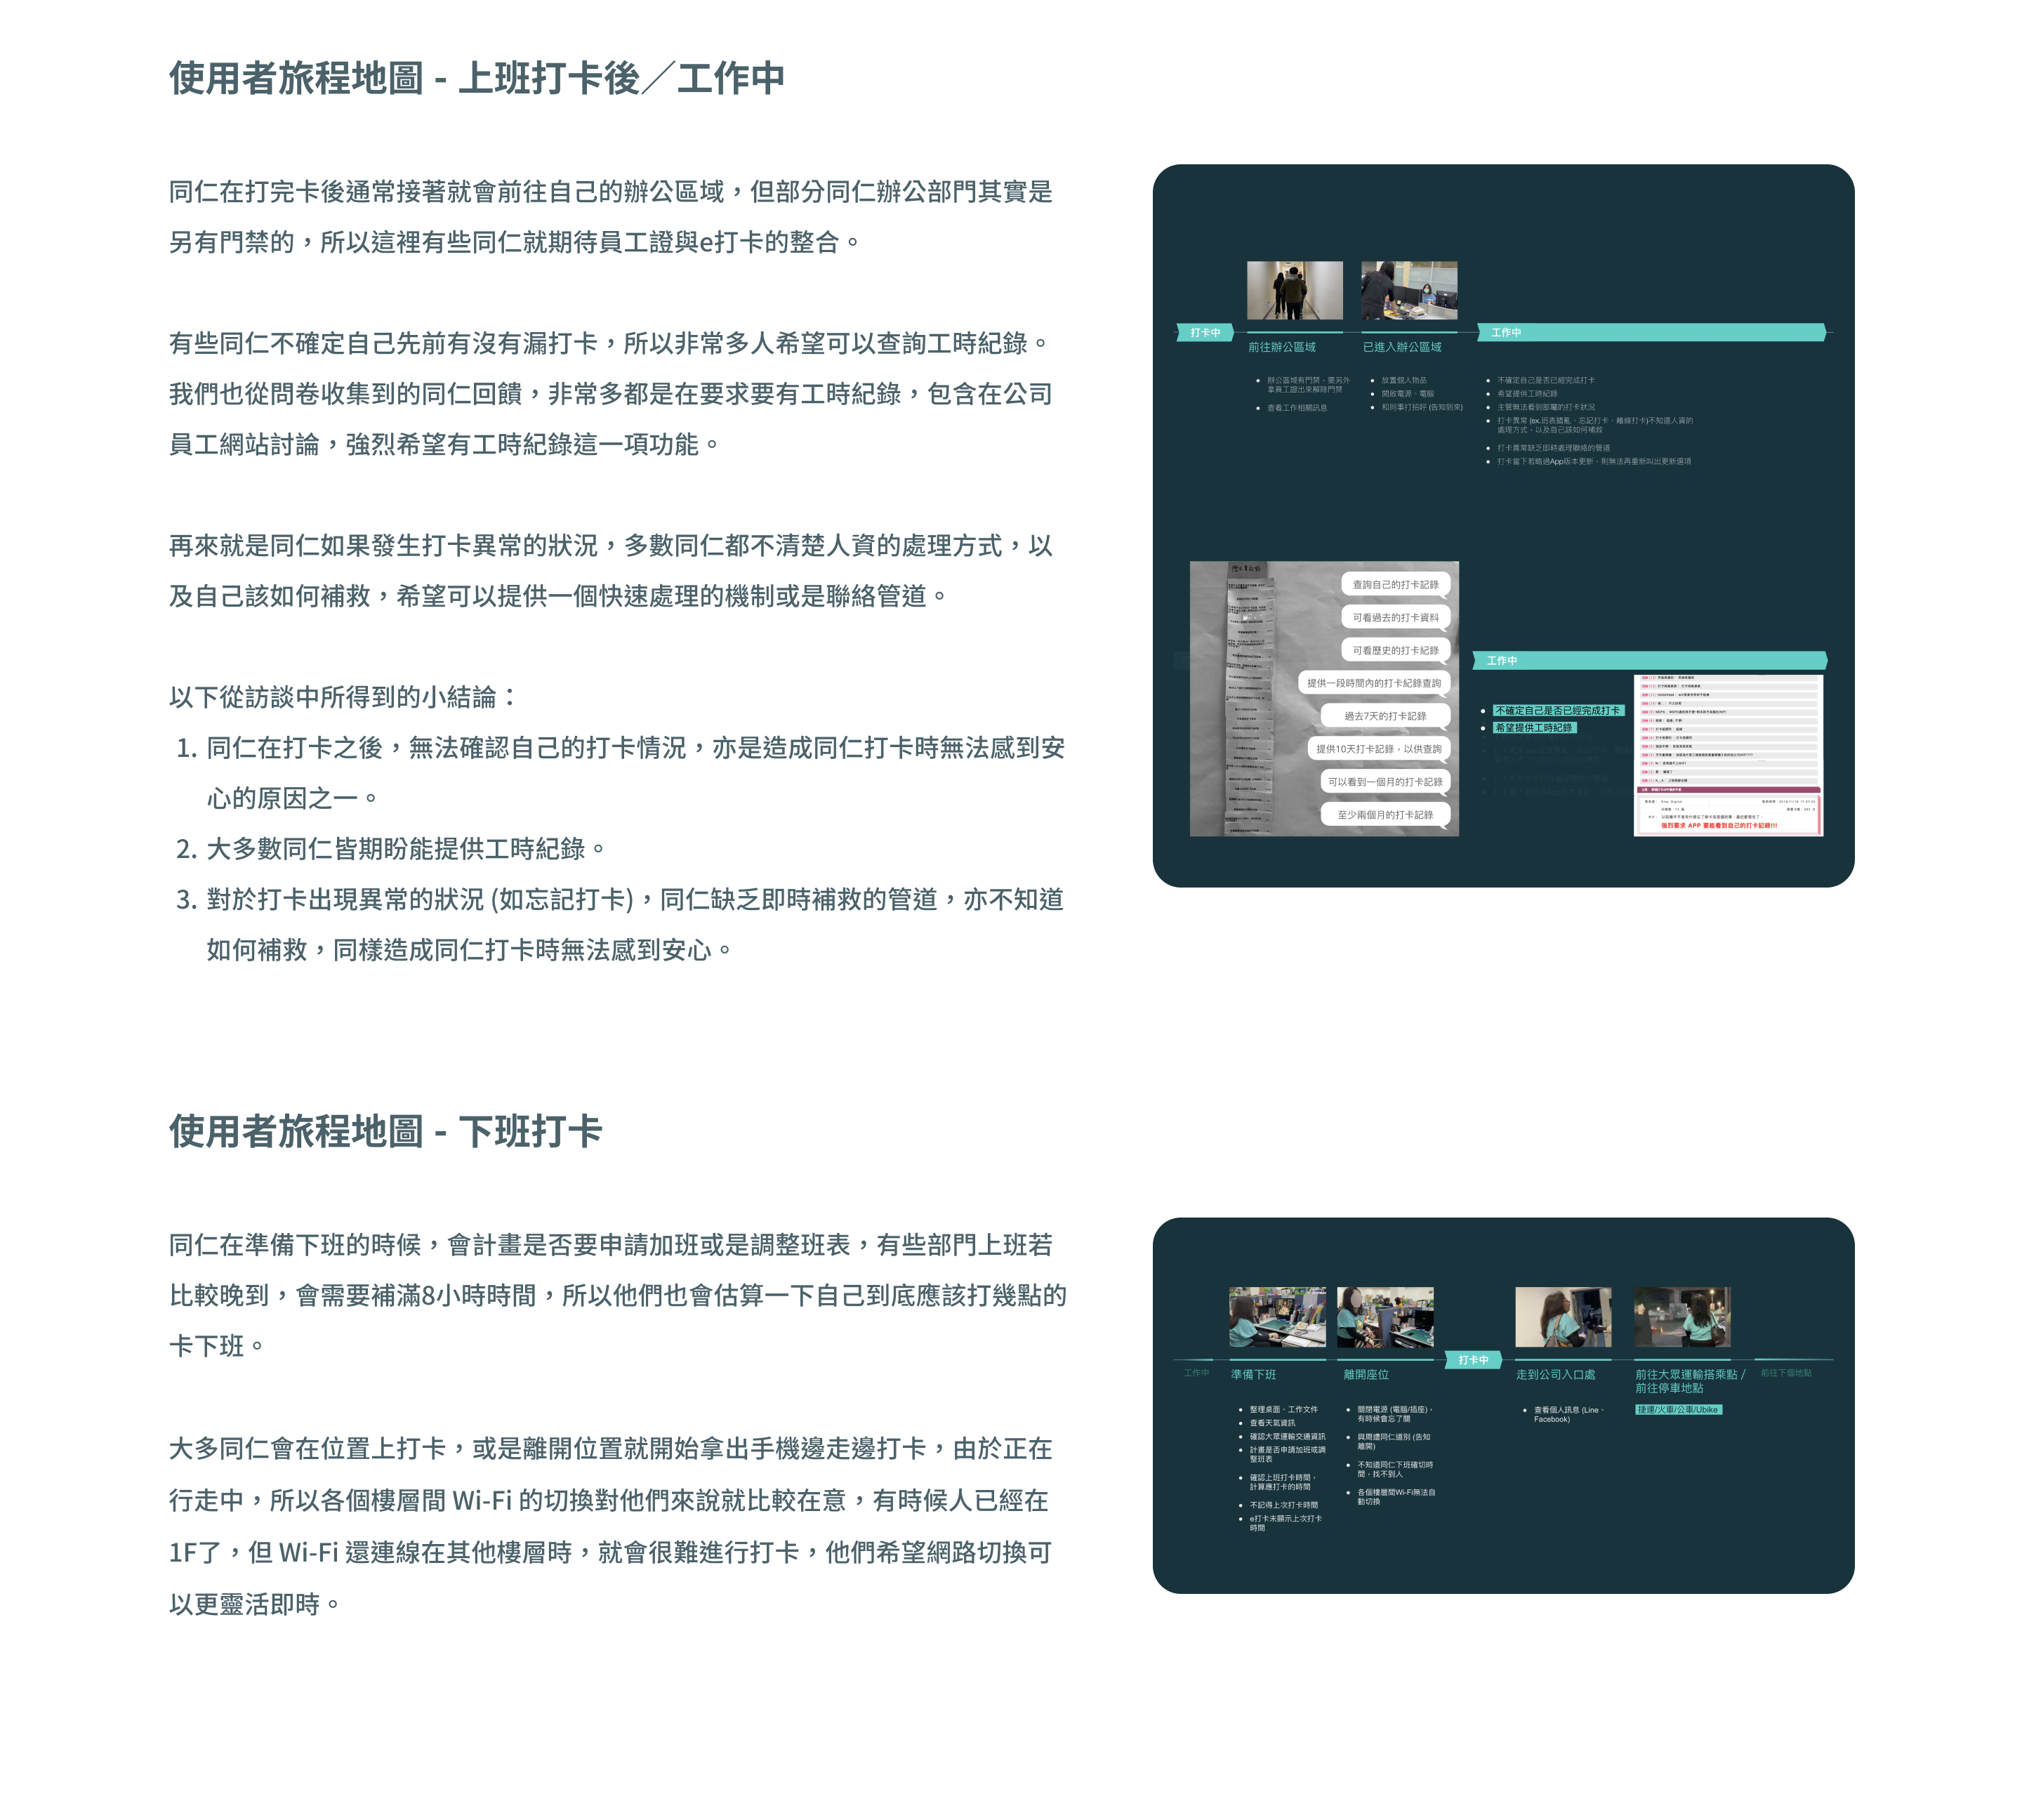 使用者旅程地圖 - 上班打卡後／工作中
同仁在打完卡後通常接著就會前往自己的辦公區域，但部分同仁辦公部門其實是
另有門禁的，所以這裡有些同仁就期待員工證與e打卡的整合。
有些同仁不確定自己先前有沒有漏打卡，所以非常多人希望可以查詢工時紀錄。
我們也從問卷收集到的同仁回饋，非常多都是在要求要有工時紀錄，包含在公司
員工網站討論，強烈希望有工時紀錄這一項功能。
再來就是同仁如果發生打卡異常的狀況，多數同仁都不清楚人資的處理方式，以
及自己該如何補救，希望可以提供一個快速處理的機制或是聯絡管道。
以下從訪談中所得到的小結論：
1. 同仁在打卡之後，無法確認自己的打卡情況，亦是造成同仁打卡時無法感到安
心的原因之一。
2. 大多數同仁皆期盼能提供工時紀錄。
3. 對於打卡出現異常的狀況 (如忘記打卡)，同仁缺乏即時補救的管道，亦不知道
如何補救，同樣造成同仁打卡時無法感到安心。
打卡中
前往辦公區域
辦公區域有門禁，要另外
拿員工證出來解除門禁
查看工作相關訊息
已進入辦公區域
放置個人物品
開啟電源、電腦
和同事打招呼 (告知到來)
工作中
不確定自己是否已經完成打卡
希望提供工時紀錄
主管無法看到部屬的打卡狀況
打卡異常 (ex.班表錯亂、忘記打卡、離線打卡)不知道人資的
處理方式，以及自己該如何補救
打卡異常缺乏即時處理聯絡的管道
打卡當下若略過App版本更新，則無法再重新叫出更新選項
查詢自己的打卡記錄
可看過去的打卡資料
可看歷史的打卡紀錄
提供一段時間內的打卡紀錄查詢
過去7天的打卡記錄
提供10天打卡記錄，以供查詢
可以看到一個月的打卡記錄
至少兩個月的打卡記錄
工作中
不確定自己是否已經完成打卡
希望提供工時紀錄
強烈要求 APP 要能看到自己的打卡記錄!!!
使用者旅程地圖 - 下班打卡
同仁在準備下班的時候，會計畫是否要申請加班或是調整班表，有些部門上班若
比較晚到，會需要補滿8小時時間，所以他們也會估算一下自己到底應該打幾點的
卡下班。
大多同仁會在位置上打卡，或是離開位置就開始拿出手機邊走邊打卡，由於正在
行走中，所以各個樓層間 Wi-Fi 的切換對他們來說就比較在意，有時候人已經在
1F了，但 Wi-Fi 還連線在其他樓層時，就會很難進行打卡，他們希望網路切換可
以更靈活即時。
工作中
準備下班
整理桌面、工作文件
查看天氣資訊
確認大眾運輸交通資訊
計畫是否申請加班或調
整班表
確認上班打卡時間，
計算應打卡的時間
不記得上次打卡時間
e打卡未顯示上次打卡
時間
離開座位
關閉電源 (電腦/插座)，
有時候會忘了關
與周遭同仁道別 (告知
離開)
不知道同仁下班確切時
間，找不到人
各個樓層間Wi-Fi無法自
動切換
打卡中
走到公司入口處
查看個人訊息 (Line、
Facebook)
前往大眾運輸搭乘點 /
前往停車地點
捷運/火車/公車/Ubike
前往下個地點